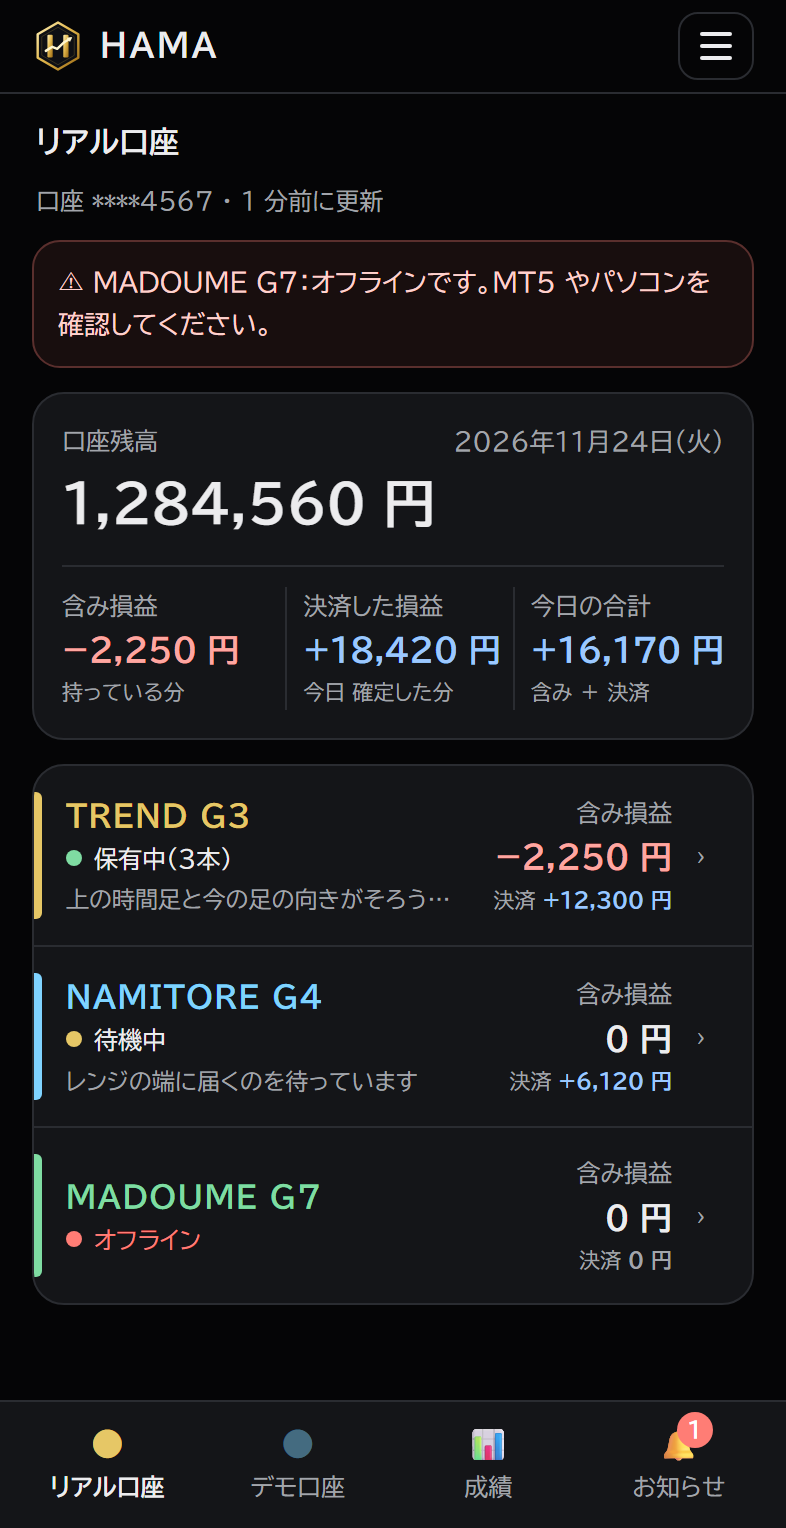 HAMA
リアル口座
口座 ****4567・1 分前に更新
⚠ MADOUME G7:オフラインです。MT5 やパソコンを
確認してください。
口座残高
2026年11月24日(火)
1,284,560 円
含み損益
−2,250 円
持っている分
決済した損益
+18,420 円
今日 確定した分
今日の合計
+16,170 円
含み + 決済
TREND G3
保有中(3本)
上の時間足と今の足の向きがそろう…
含み損益
−2,250 円 ›
決済 +12,300 円
NAMITORE G4
待機中
レンジの端に届くのを待っています
含み損益
0 円 ›
決済 +6,120 円
MADOUME G7
オフライン
含み損益
0 円 ›
決済 0 円
リアル口座
デモ口座
成績
1
お知らせ